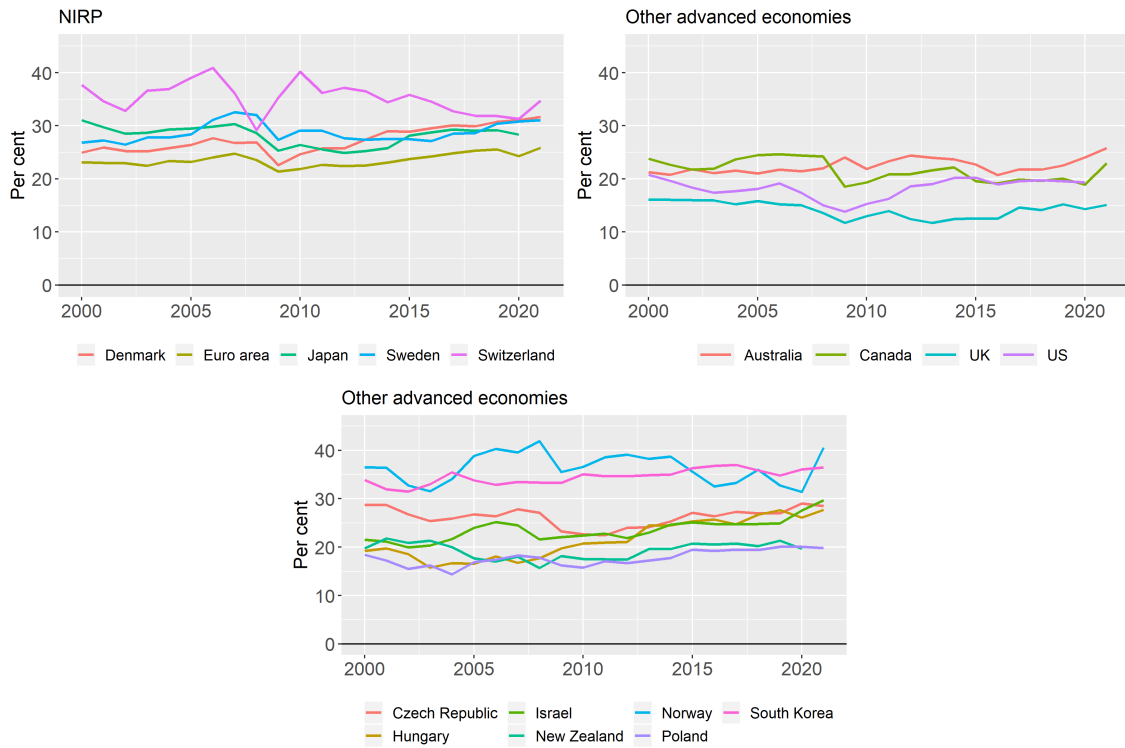 NIRP
Per cent
40
30
20
10
0
2000 2005 2010 2015 2020
Denmark Euro area Japan Sweden Switzerland
Other advanced economies
Per cent
40
30
20
10
0
2000 2005 2010 2015 2020
Australia Canada UK US
Other advanced economies
Per cent
40
30
20
10
0
2000 2005 2010 2015 2020
Czech Republic Israel Norway South Korea
Hungary New Zealand Poland